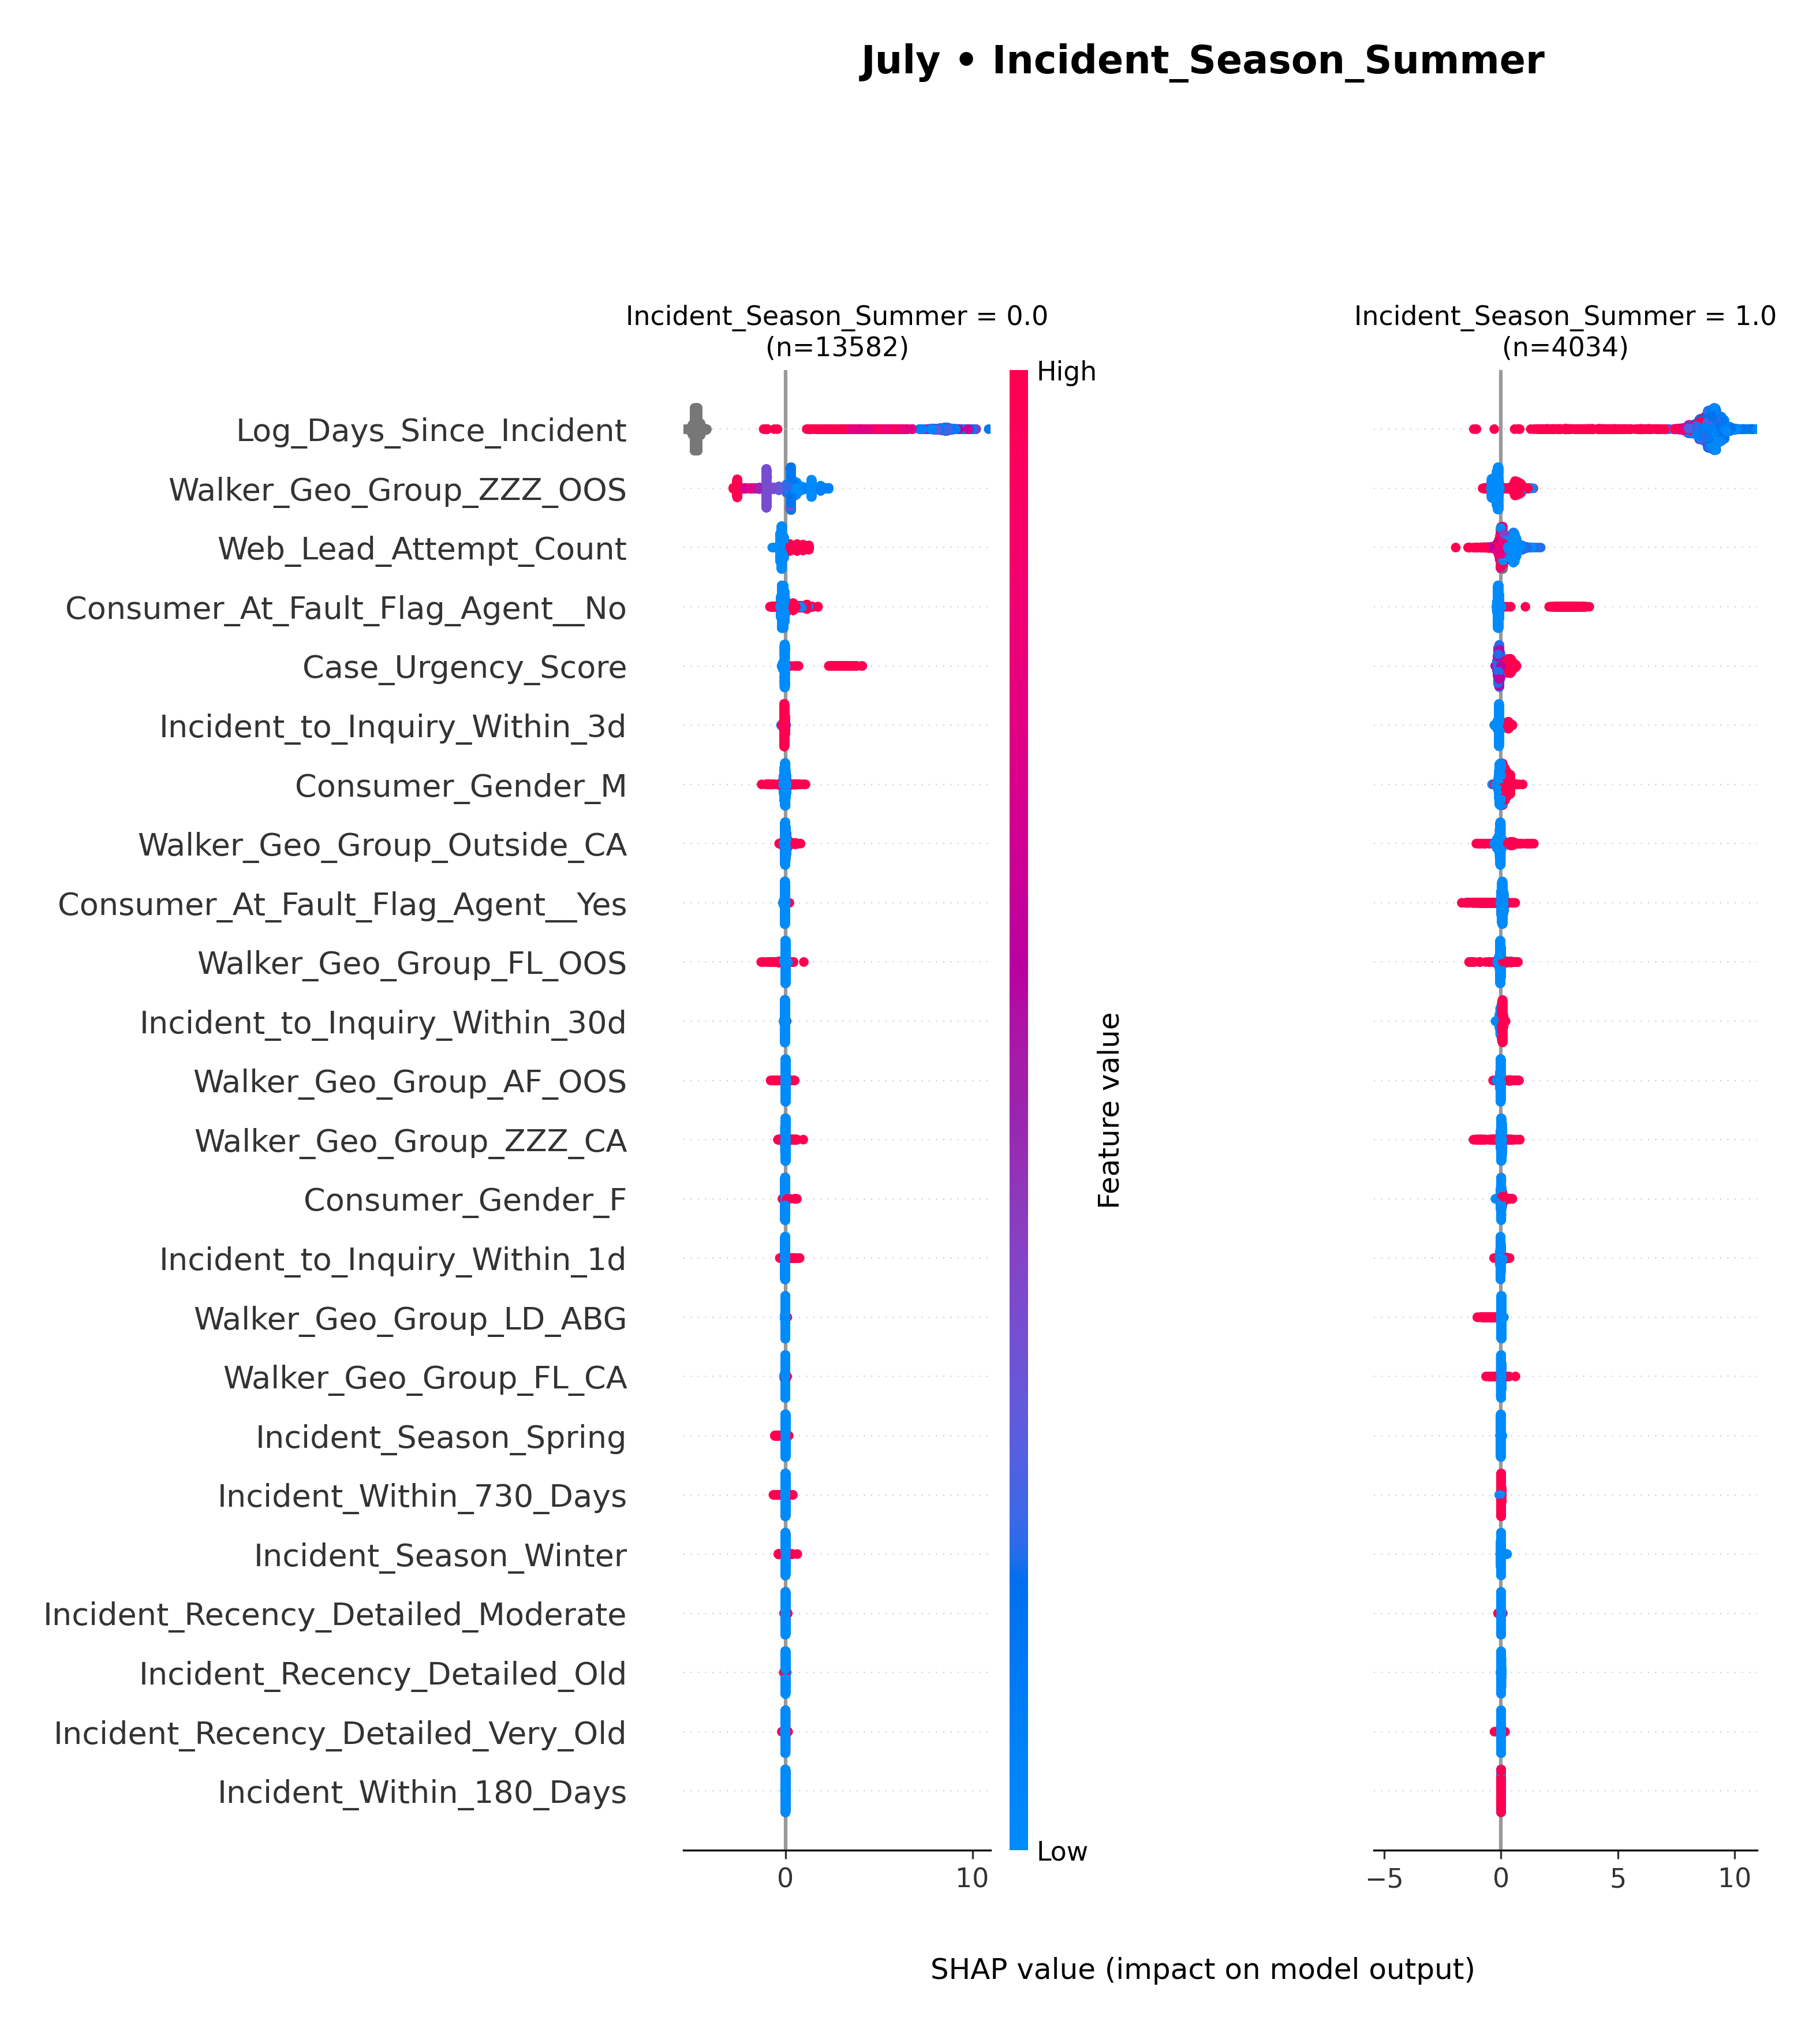 July • Incident_Season_Summer
Incident_Season_Summer = 0.0
(n=13582)
Incident_Season_Summer = 1.0
(n=4034)
High
Log_Days_Since_Incident
Walker_Geo_Group_ZZZ_OOS
Web_Lead_Attempt_Count
Consumer_At_Fault_Flag_Agent__No
Case_Urgency_Score
Incident_to_Inquiry_Within_3d
Consumer_Gender_M
Walker_Geo_Group_Outside_CA
Consumer_At_Fault_Flag_Agent__Yes
Walker_Geo_Group_FL_OOS
Incident_to_Inquiry_Within_30d
Walker_Geo_Group_AF_OOS
Walker_Geo_Group_ZZZ_CA
Consumer_Gender_F
Incident_to_Inquiry_Within_1d
Walker_Geo_Group_LD_ABG
Walker_Geo_Group_FL_CA
Incident_Season_Spring
Incident_Within_730_Days
Incident_Season_Winter
Incident_Recency_Detailed_Moderate
Incident_Recency_Detailed_Old
Incident_Recency_Detailed_Very_Old
Incident_Within_180_Days
Feature value
Low
0 10
−5 0 5 10
SHAP value (impact on model output)